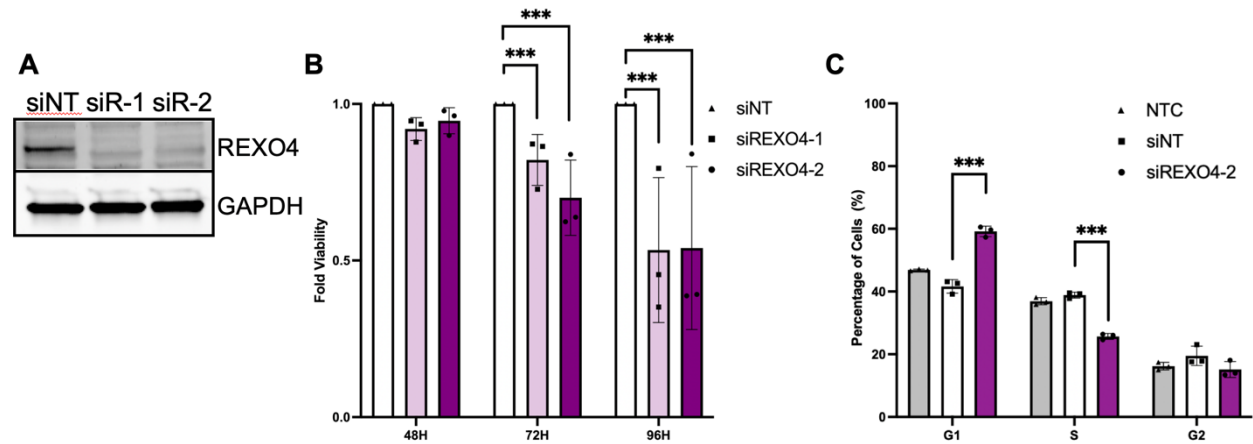 A
siNT siR-1 siR-2
REXO4
GAPDH
B
***
***
***
***
1.0
0.5
0.0
Fold Viability
48H
72H
96H
siNT
siREXO4-1
siREXO4-2
C
***
***
100
80
60
40
20
0
Percentage of Cells (%)
G1
S
G2
NTC
siNT
siREXO4-2